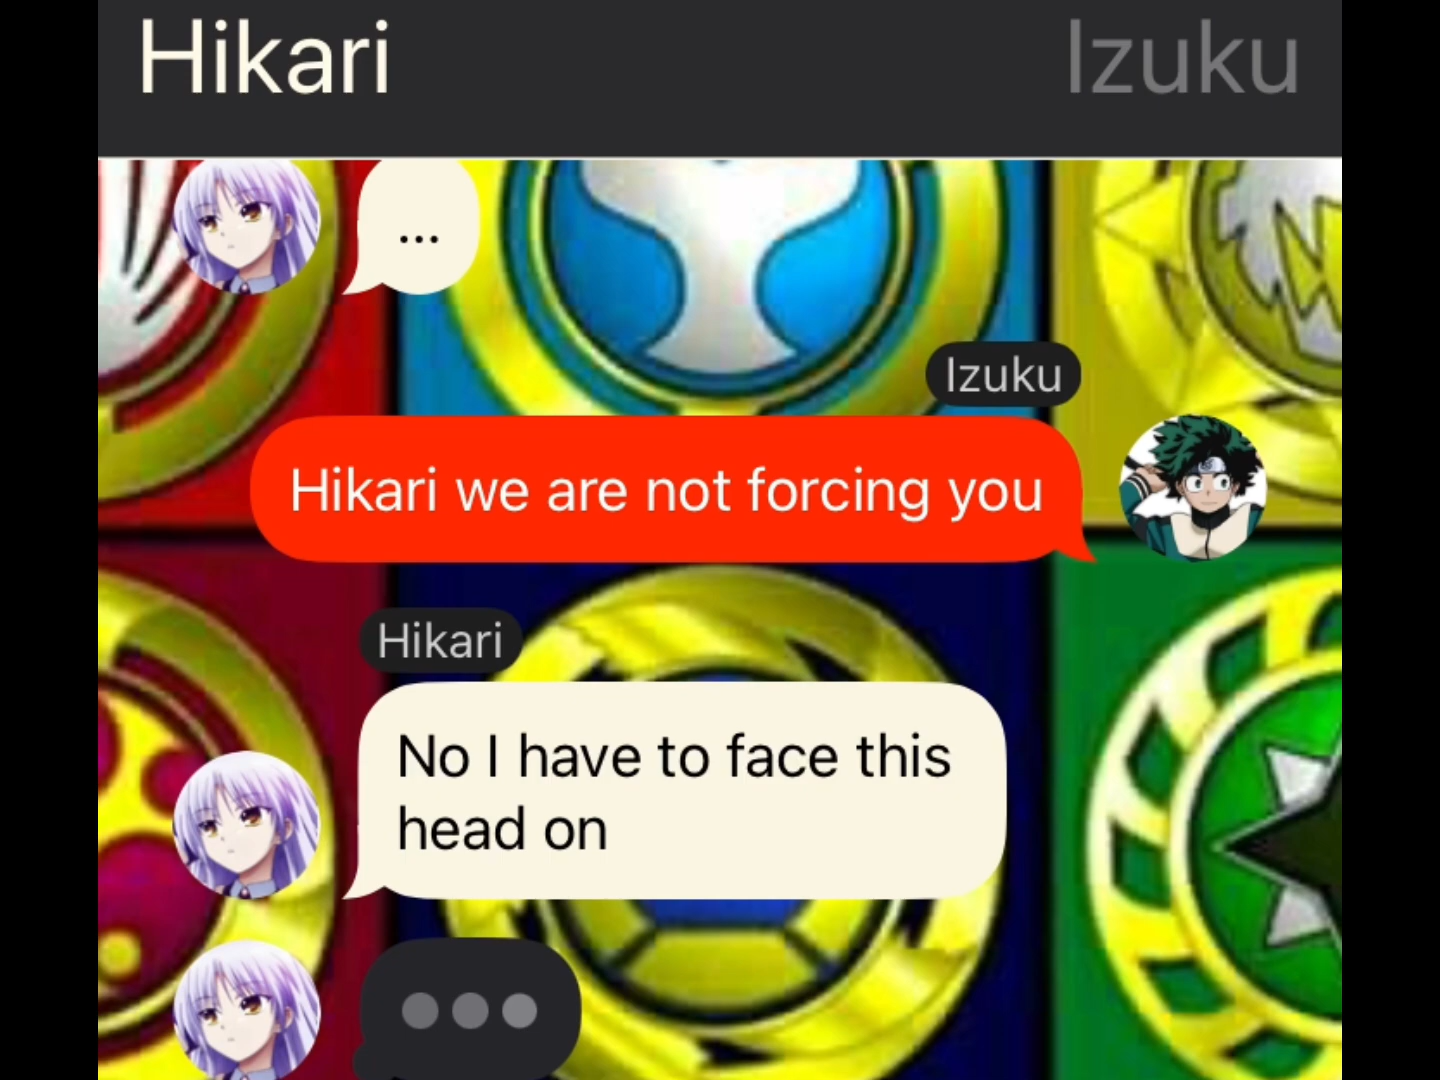 Hikari Izuku
...
Izuku
Hikari we are not forcing you
Hikari
No I have to face this
head on